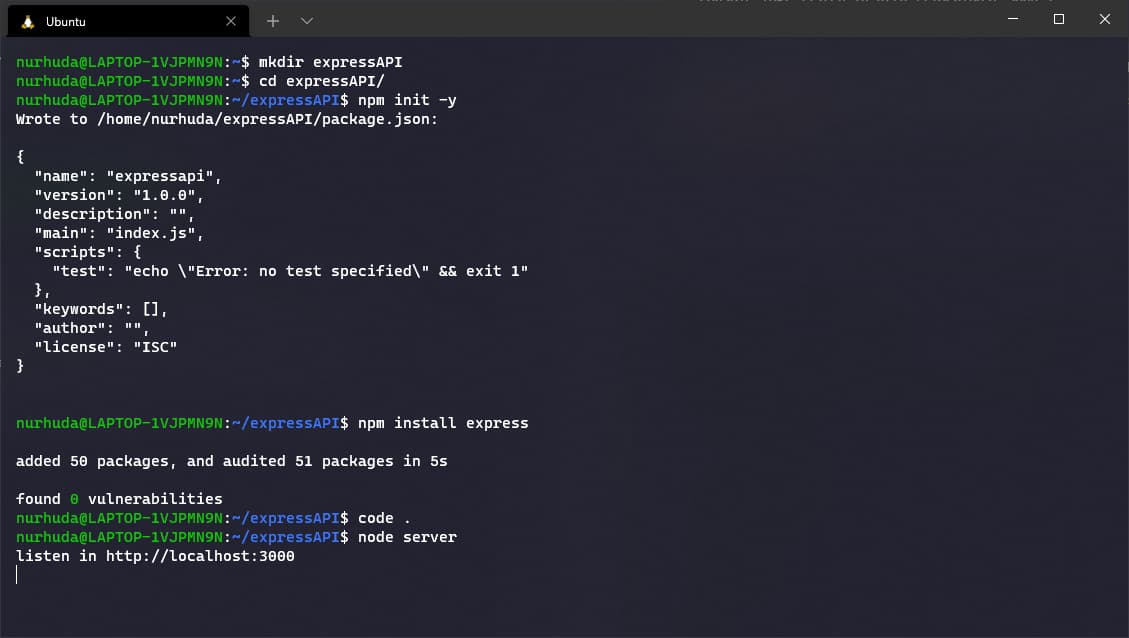 Ubuntu
nurhuda@LAPTOP-1VJPMN9N:~$ mkdir expressAPI
nurhuda@LAPTOP-1VJPMN9N:~$ cd expressAPI/
nurhuda@LAPTOP-1VJPMN9N:~/expressAPI$ npm init -y
Wrote to /home/nurhuda/expressAPI/package.json:
{
  "name": "expressapi",
  "version": "1.0.0",
  "description": "",
  "main": "index.js",
  "scripts": {
    "test": "echo \"Error: no test specified\" && exit 1"
  },
  "keywords": [],
  "author": "",
  "license": "ISC"
}
nurhuda@LAPTOP-1VJPMN9N:~/expressAPI$ npm install express
added 50 packages, and audited 51 packages in 5s
found 0 vulnerabilities
nurhuda@LAPTOP-1VJPMN9N:~/expressAPI$ code .
nurhuda@LAPTOP-1VJPMN9N:~/expressAPI$ node server
listen in http://localhost:3000